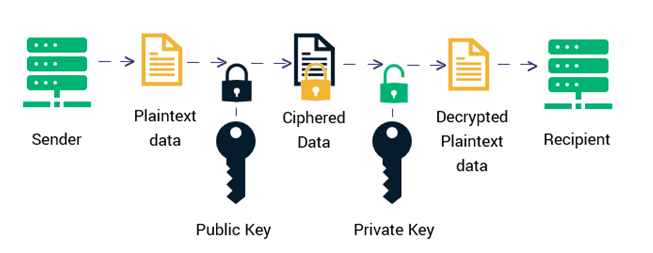 Sender
Plaintext
data
Ciphered
Data
Decrypted
Plaintext
data
Recipient
Public Key
Private Key